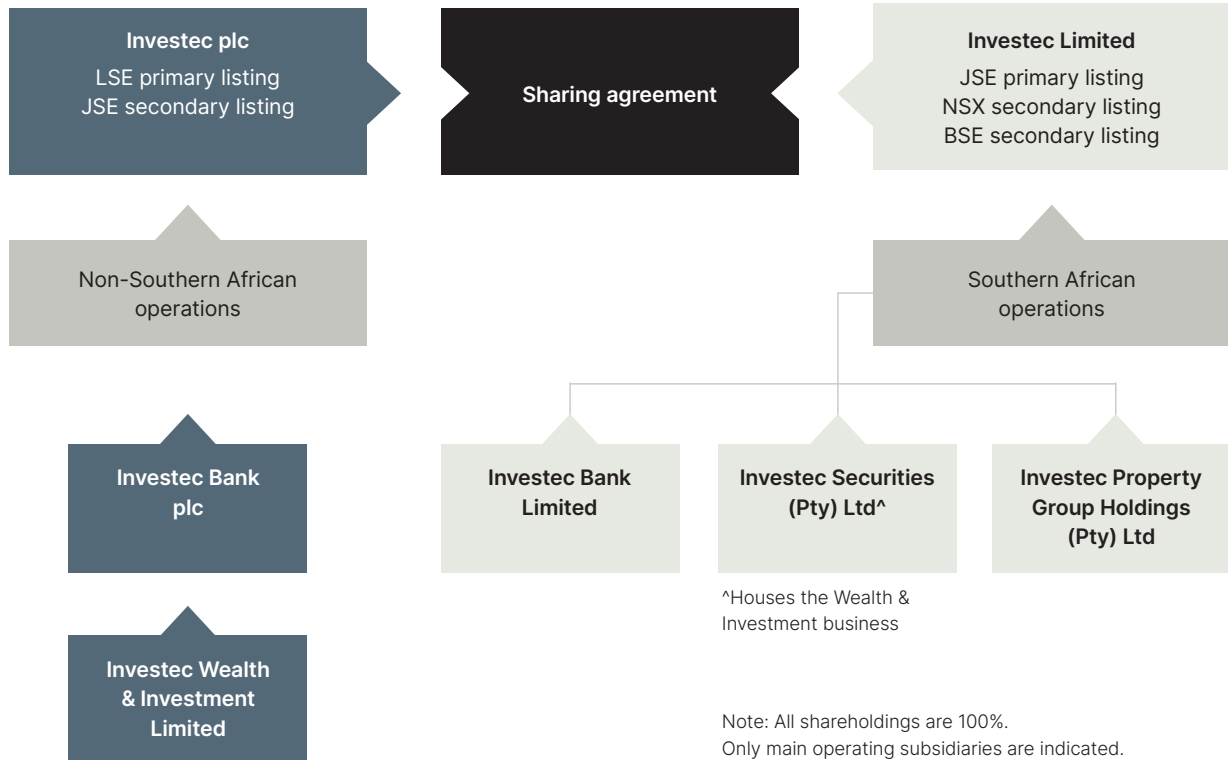 Investec plc
LSE primary listing
JSE secondary listing
Sharing agreement
Investec Limited
JSE primary listing
NSX secondary listing
BSE secondary listing
Non-Southern African
operations
Southern African
operations
Investec Bank
plc
Investec Bank
Limited
Investec Securities
(Pty) Ltd^
Investec Property
Group Holdings
(Pty) Ltd
^Houses the Wealth &
Investment business
Investec Wealth
& Investment
Limited
Note: All shareholdings are 100%.
Only main operating subsidiaries are indicated.